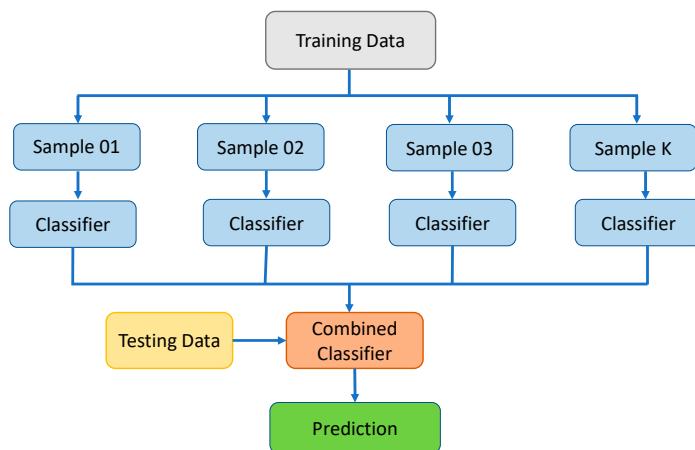 Training Data
Sample 01
Sample 02
Sample 03
Sample K
Classifier
Classifier
Classifier
Classifier
Testing Data
Combined
Classifier
Prediction